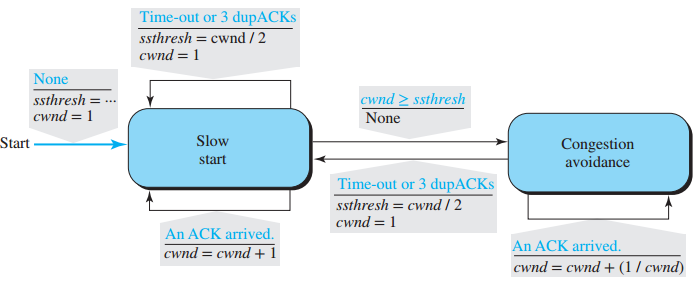 Time-out or 3 dupACKs
ssthresh = cwnd / 2
cwnd = 1
None
ssthresh = ...
cwnd = 1
Start
Slow
start
cwnd ≥ ssthresh
None
Congestion
avoidance
Time-out or 3 dupACKs
ssthresh = cwnd / 2
cwnd = 1
An ACK arrived.
cwnd = cwnd + 1
An ACK arrived.
cwnd = cwnd + (1 / cwnd)